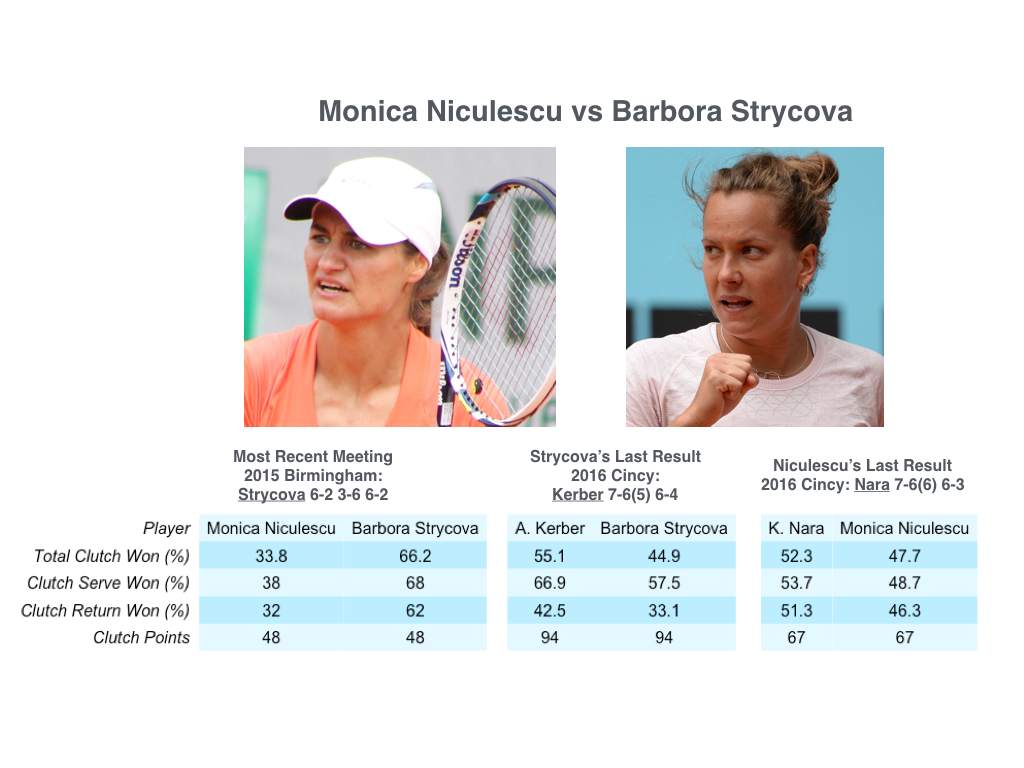 Monica Niculescu vs Barbora Strycova
Wilson
Most Recent Meeting
2015 Birmingham:
Strycova 6-2 3-6 6-2
Strycova’s Last Result
2016 Cincy:
Kerber 7-6(5) 6-4
Niculescu’s Last Result
2016 Cincy: Nara 7-6(6) 6-3
Player Monica Niculescu Barbora Strycova A. Kerber Barbora Strycova K. Nara Monica Niculescu
Total Clutch Won (%) 33.8 66.2 55.1 44.9 52.3 47.7
Clutch Serve Won (%) 38 68 66.9 57.5 53.7 48.7
Clutch Return Won (%) 32 62 42.5 33.1 51.3 46.3
Clutch Points 48 48 94 94 67 67